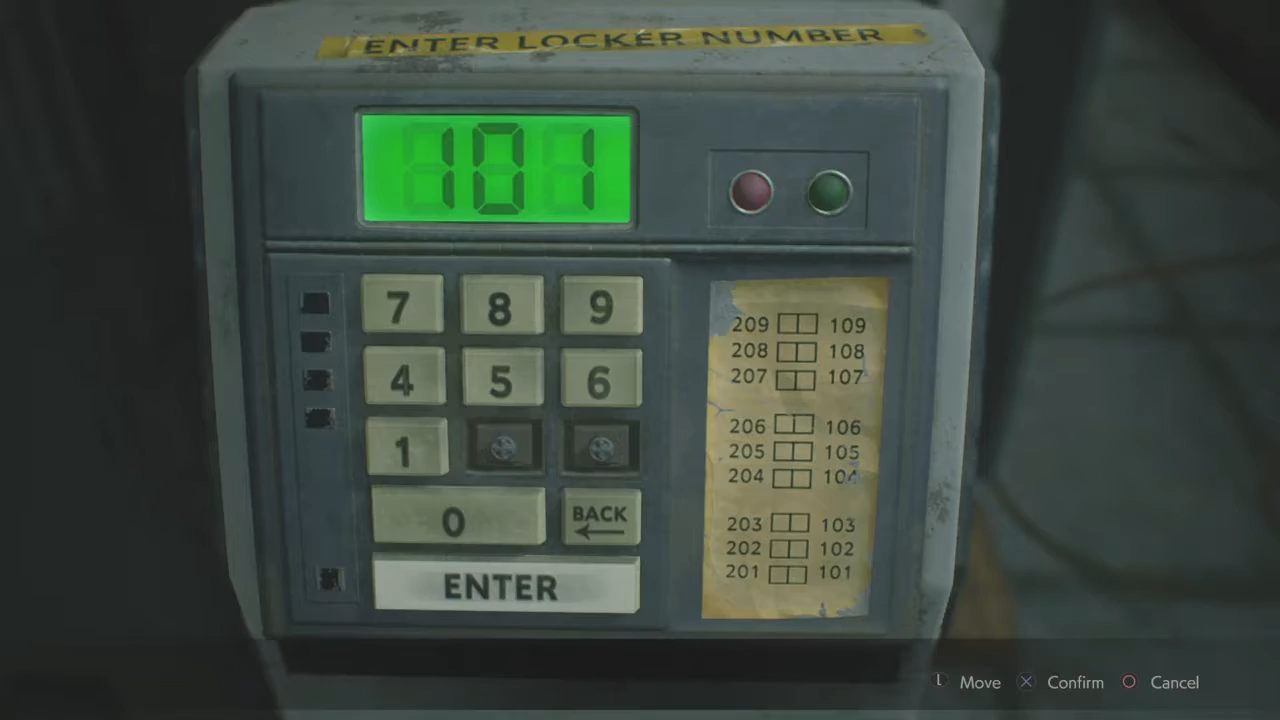 ENTER LOCKER NUMBER
101
7 8 9
4 5 6
1
0 BACK
ENTER
209 109
208 108
207 107
206 106
205 105
204 104
203 103
202 102
201 101
L Move Confirm Cancel